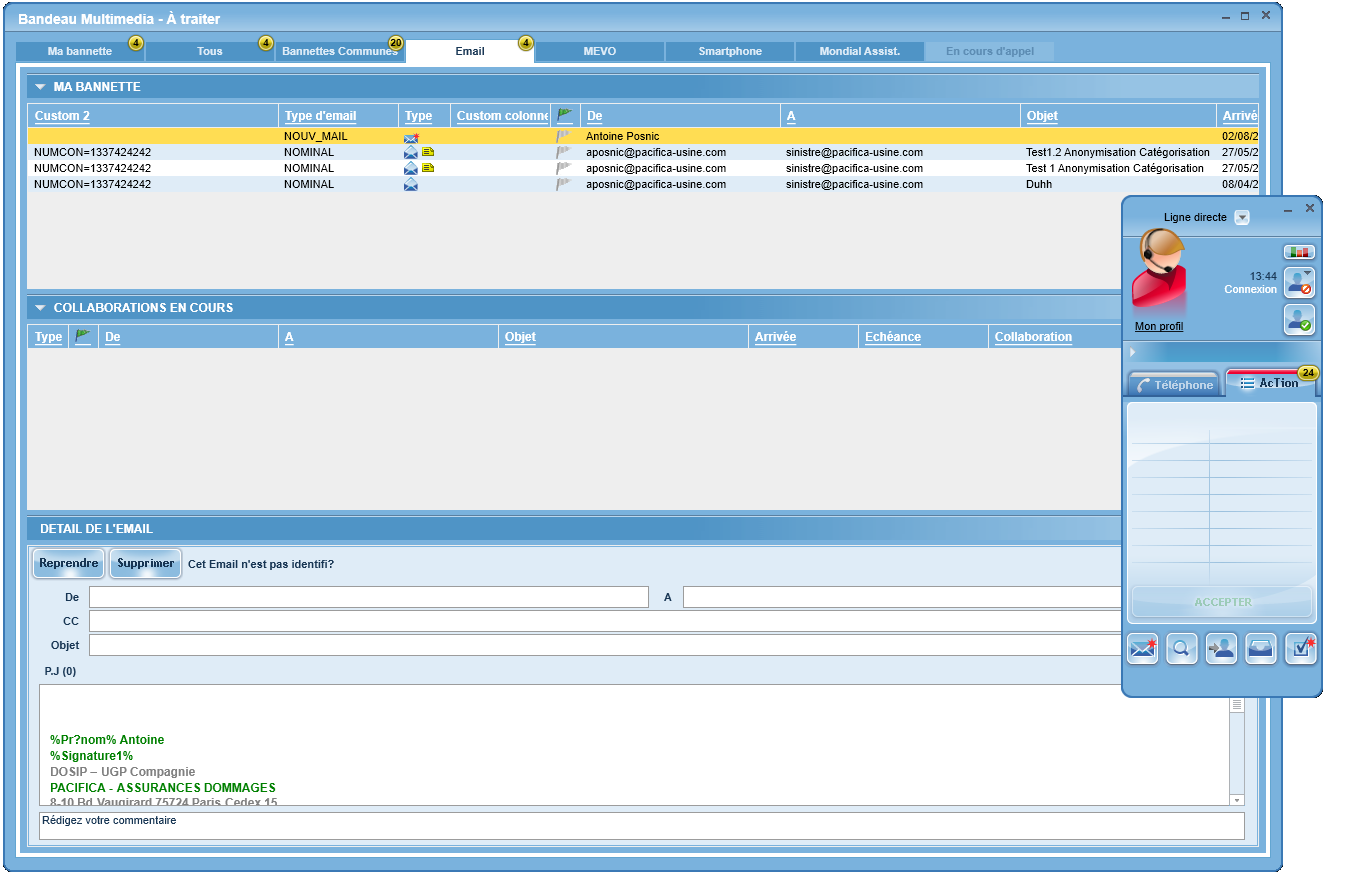 Bandeau Multimedia - À traiter
Ma bannette 4 Tous 4 Bannettes Communes 20 Email 4 MEVO Smartphone Mondial Assist. En cours d'appel
MA BANNETTE
Custom 2 Type d'email Type Custom colonne De A Objet Arrivé
NOUV_MAIL Antoine Posnic 02/08/2
NUMCON=1337424242 NOMINAL aposnic@pacifica-usine.com sinistre@pacifica-usine.com Test1.2 Anonymisation Catégorisation 27/05/2
NUMCON=1337424242 NOMINAL aposnic@pacifica-usine.com sinistre@pacifica-usine.com Test 1 Anonymisation Catégorisation 27/05/2
NUMCON=1337424242 NOMINAL aposnic@pacifica-usine.com sinistre@pacifica-usine.com Duhh 08/04/2
COLLABORATIONS EN COURS
Type De A Objet Arrivée Echéance Collaboration
DETAIL DE L'EMAIL
Reprendre Supprimer Cet Email n'est pas identifi?
De A
CC
Objet
P.J (0)
%Pr?nom% Antoine
%Signature1%
DOSIP – UGP Compagnie
PACIFICA - ASSURANCES DOMMAGES
8-10 Bd Vaugirard 75724 Paris Cedex 15
Rédigez votre commentaire
Ligne directe
13:44
Connexion
Mon profil
Téléphone AcTion 24
ACCEPTER